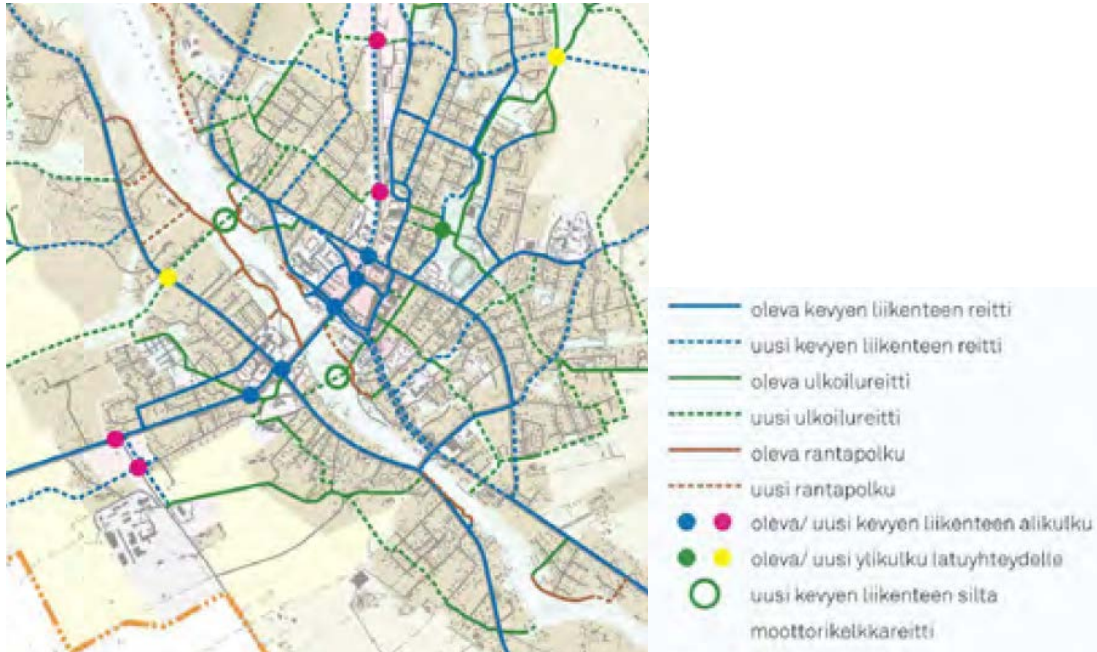 oleva kevyen liikenteen reitti
uusi kevyen liikenteen reitti
oleva ulkoilureitti
uusi ulkoilureitti
oleva rantapolku
uusi rantapolku
oleva/ uusi kevyen liikenteen alikulku
oleva/ uusi ylikulku latuyhteydelle
uusi kevyen liikenteen silta
moottorikelkkareitti